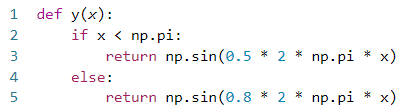 1 def y(x):
2     if x < np.pi:
3         return np.sin(0.5 * 2 * np.pi * x)
4     else:
5         return np.sin(0.8 * 2 * np.pi * x)